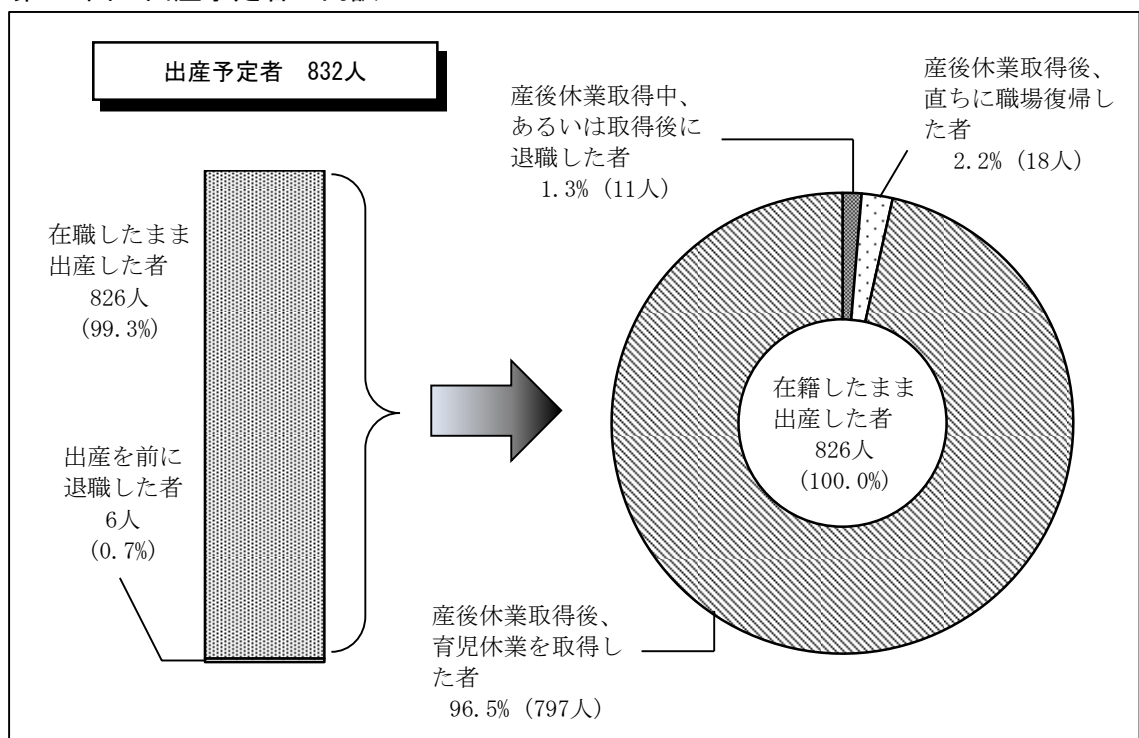 出産予定者　832人
在職したまま
出産した者
826人
(99.3%)
出産を前に
退職した者
6人
(0.7%)
産後休業取得中、
あるいは取得後に
退職した者
1.3% (11人)
産後休業取得後、
直ちに職場復帰し
た者
2.2% (18人)
在籍したまま
出産した者
826人
(100.0%)
産後休業取得後、
育児休業を取得し
た者
96.5% (797人)